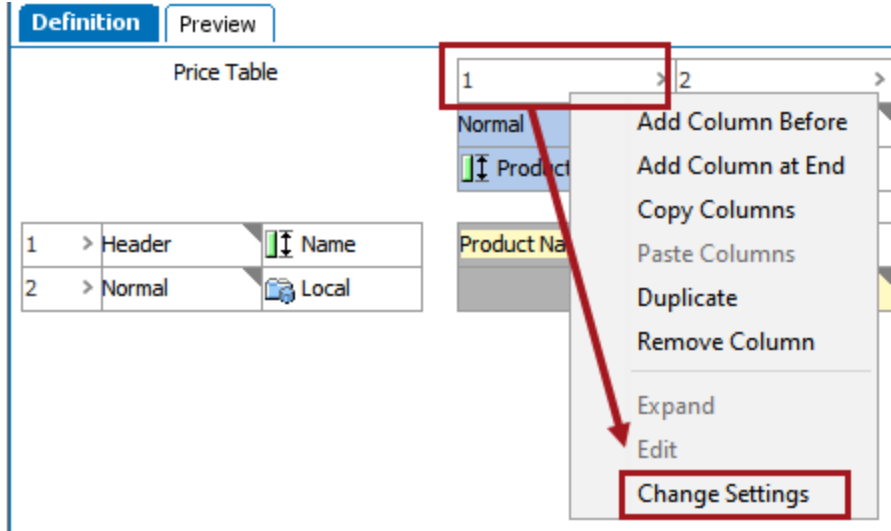 Definition Preview
Price Table
1 > 2 >
Normal
Product
1 > Header Name
Product Na
2 > Normal Local
Add Column Before
Add Column at End
Copy Columns
Paste Columns
Duplicate
Remove Column
Expand
Edit
Change Settings